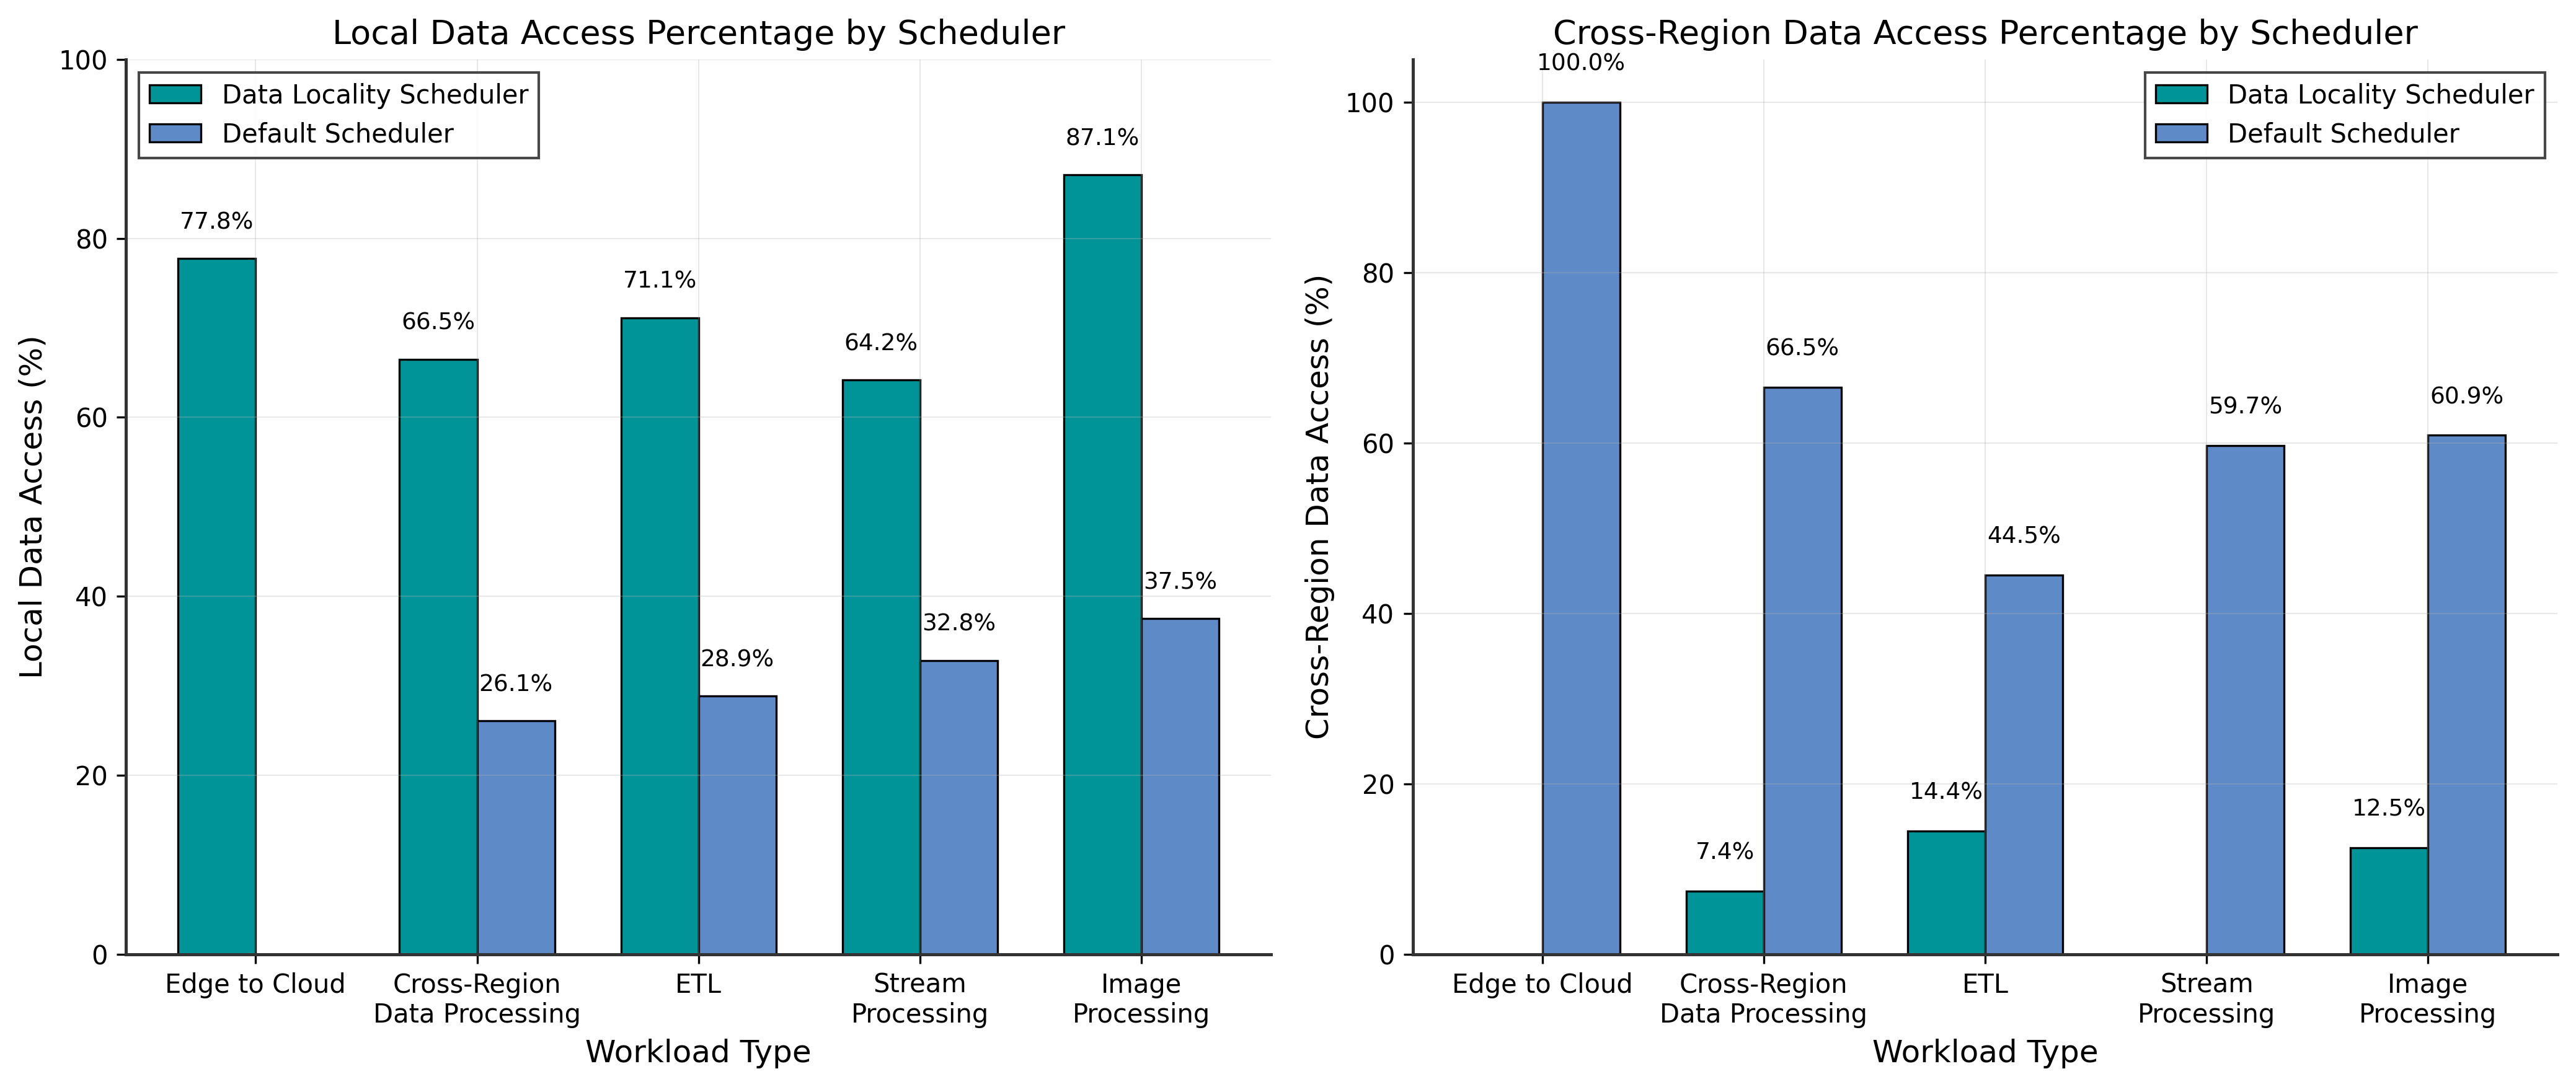 Local Data Access Percentage by Scheduler
Data Locality Scheduler
Default Scheduler
Local Data Access (%)
100
80
60
40
20
0
77.8%
66.5%
26.1%
71.1%
28.9%
64.2%
32.8%
87.1%
37.5%
Edge to Cloud
Cross-Region
Data Processing
ETL
Stream
Processing
Image
Processing
Workload Type
Cross-Region Data Access Percentage by Scheduler
Data Locality Scheduler
Default Scheduler
Cross-Region Data Access (%)
100
80
60
40
20
0
100.0%
7.4%
66.5%
14.4%
44.5%
59.7%
12.5%
60.9%
Edge to Cloud
Cross-Region
Data Processing
ETL
Stream
Processing
Image
Processing
Workload Type